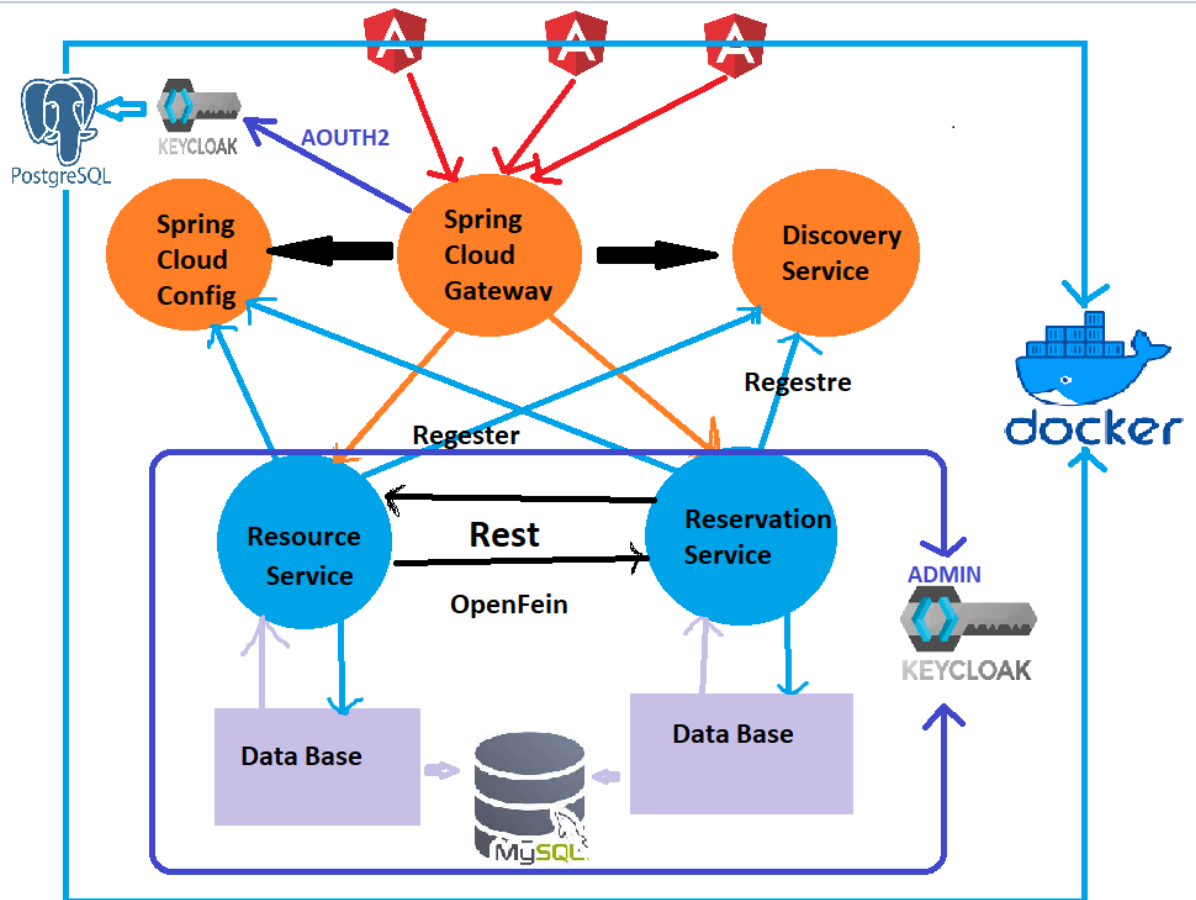 A
A
A
PostgreSQL
KEYCLOAK
AOUTH2
Spring
Cloud
Config
Spring
Cloud
Gateway
Discovery
Service
docker
Regestre
Regester
Resource
Service
Rest
OpenFein
Reservation
Service
ADMIN
KEYCLOAK
Data Base
Data Base
MySQL